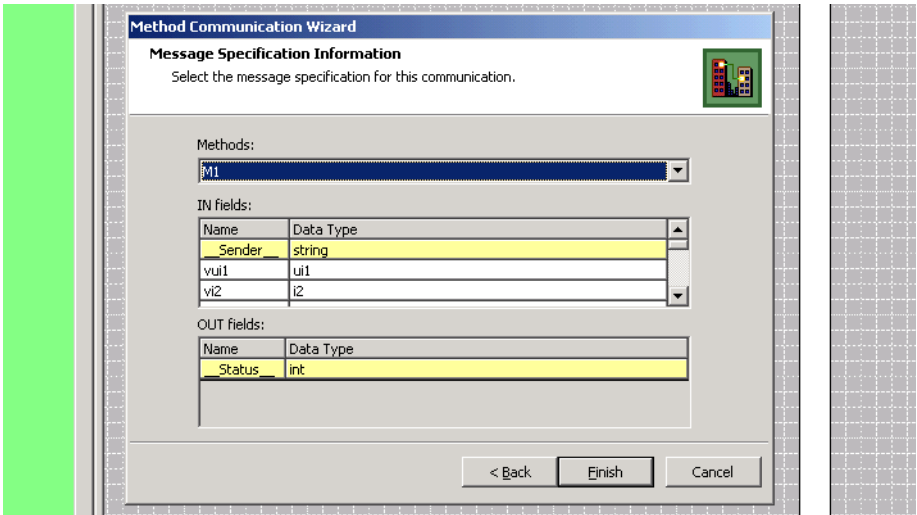 Method Communication Wizard
Message Specification Information
Select the message specification for this communication.
Methods:
M1
IN fields:
Name Data Type
__Sender__ string
vui1 ui1
vi2 i2
OUT fields:
Name Data Type
__Status__ int
< Back Finish Cancel